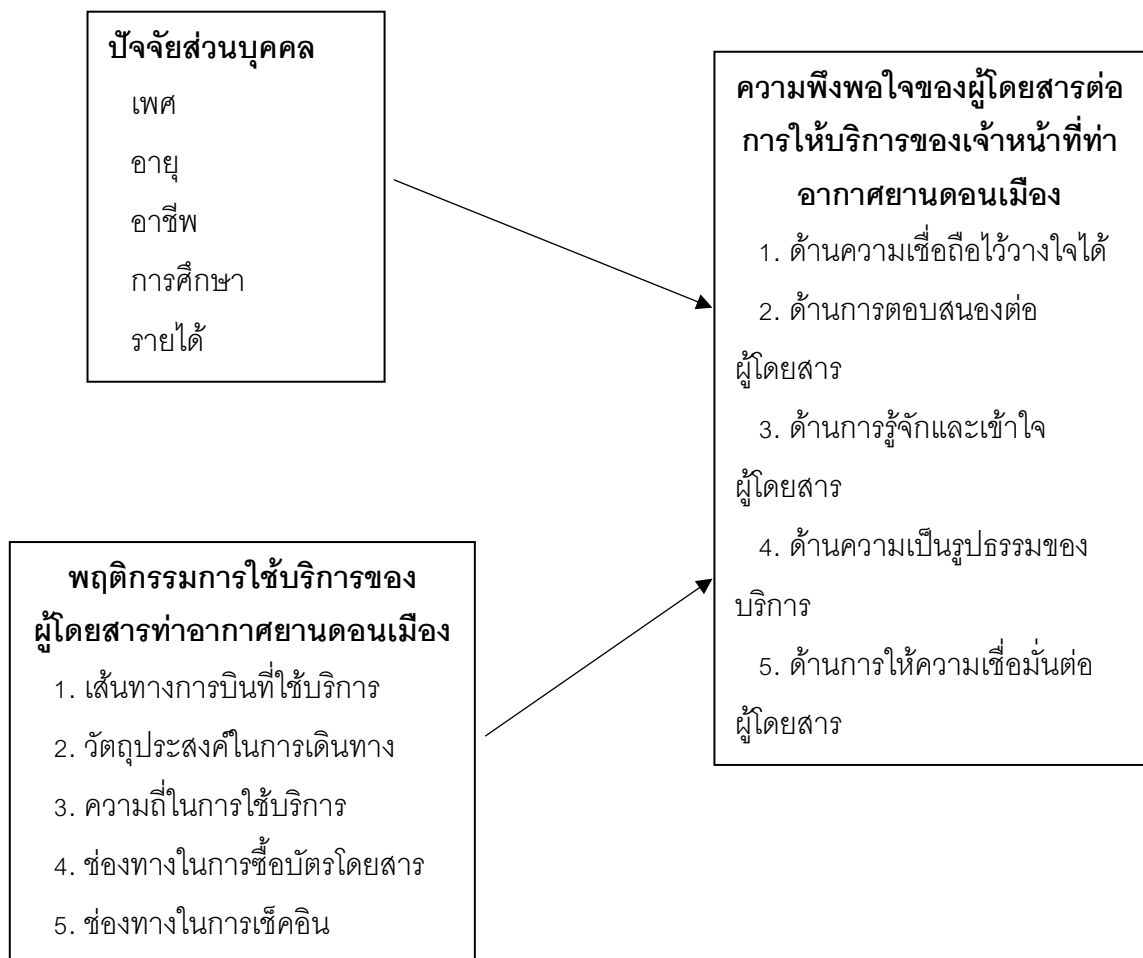 ปัจจัยส่วนบุคคล
เพศ
อายุ
อาชีพ
การศึกษา
รายได้
ความพึงพอใจของผู้โดยสารต่อ
การให้บริการของเจ้าหน้าที่ท่า
อากาศยานดอนเมือง
1. ด้านความเชื่อถือไว้วางใจได้
2. ด้านการตอบสนองต่อ
ผู้โดยสาร
3. ด้านการรู้จักและเข้าใจ
ผู้โดยสาร
4. ด้านความเป็นรูปธรรมของ
บริการ
5. ด้านการให้ความเชื่อมั่นต่อ
ผู้โดยสาร
พฤติกรรมการใช้บริการของ
ผู้โดยสารท่าอากาศยานดอนเมือง
1. เส้นทางการบินที่ใช้บริการ
2. วัตถุประสงค์ในการเดินทาง
3. ความถี่ในการใช้บริการ
4. ช่องทางในการซื้อบัตรโดยสาร
5. ช่องทางในการเช็คอิน